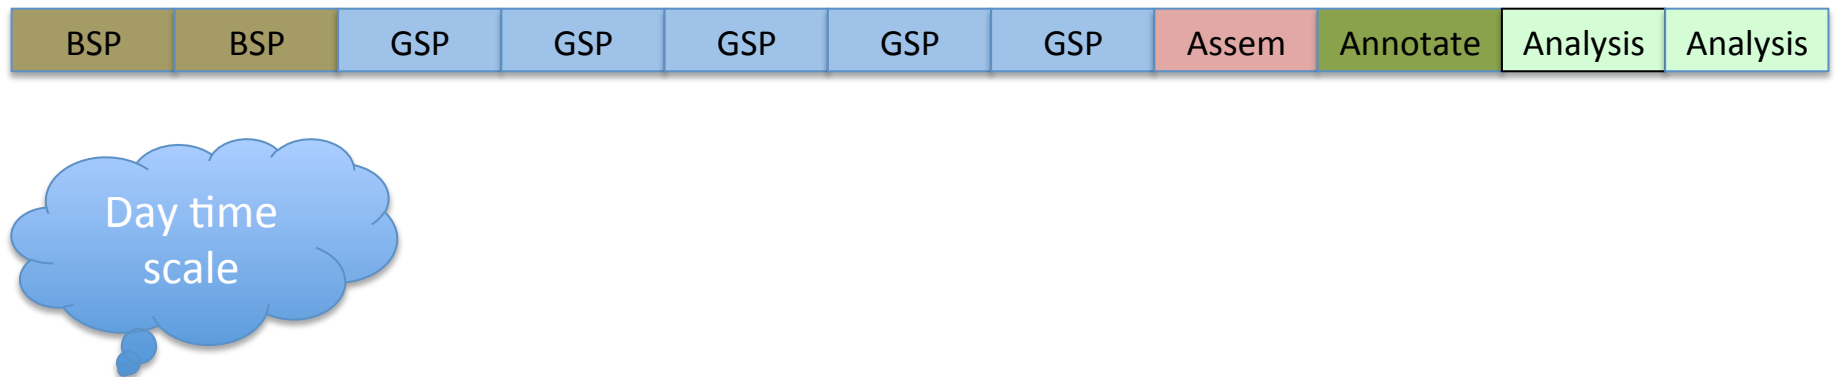 BSP BSP GSP GSP GSP GSP GSP Assem Annotate Analysis Analysis
Day time
scale